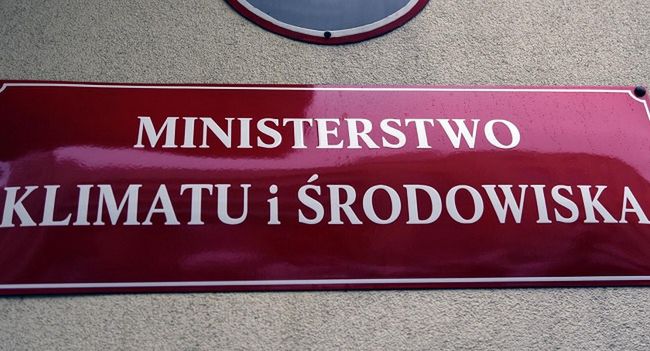 MINISTERSTWO
KLIMATU i ŚRODOWISKA